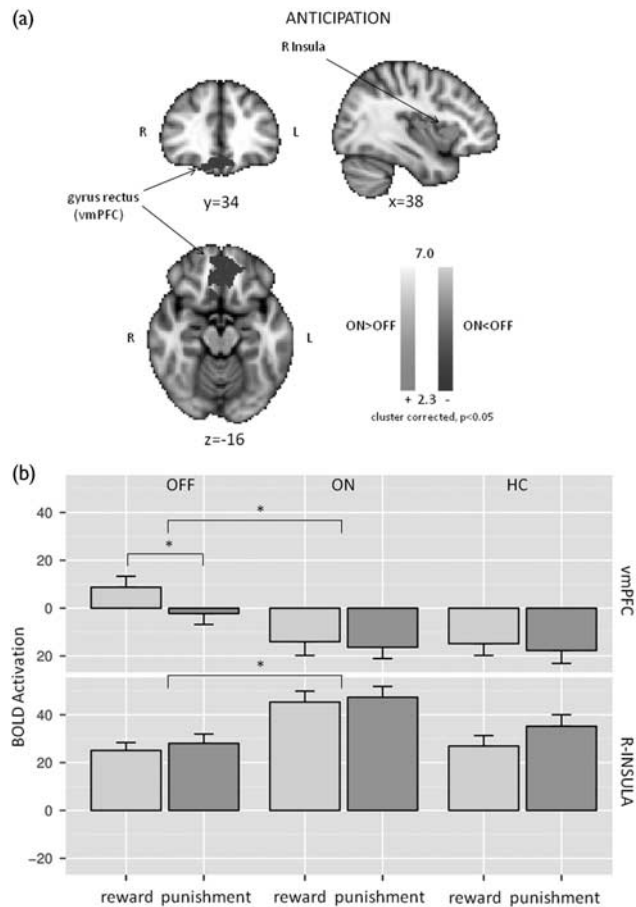 (a)
ANTICIPATION
R Insula
R
L
gyrus rectus
(vmPFC)
y=34
x=38
7.0
R
L
ON>OFF
ON<OFF
+ 2.3 -
cluster corrected, p<0.05
z=-16
(b)
OFF
ON
HC
40
20
0
20
*
*
vmPFC
BOLD Activation
40
20
0
−20
*
R-INSULA
reward punishment
reward punishment
reward punishment